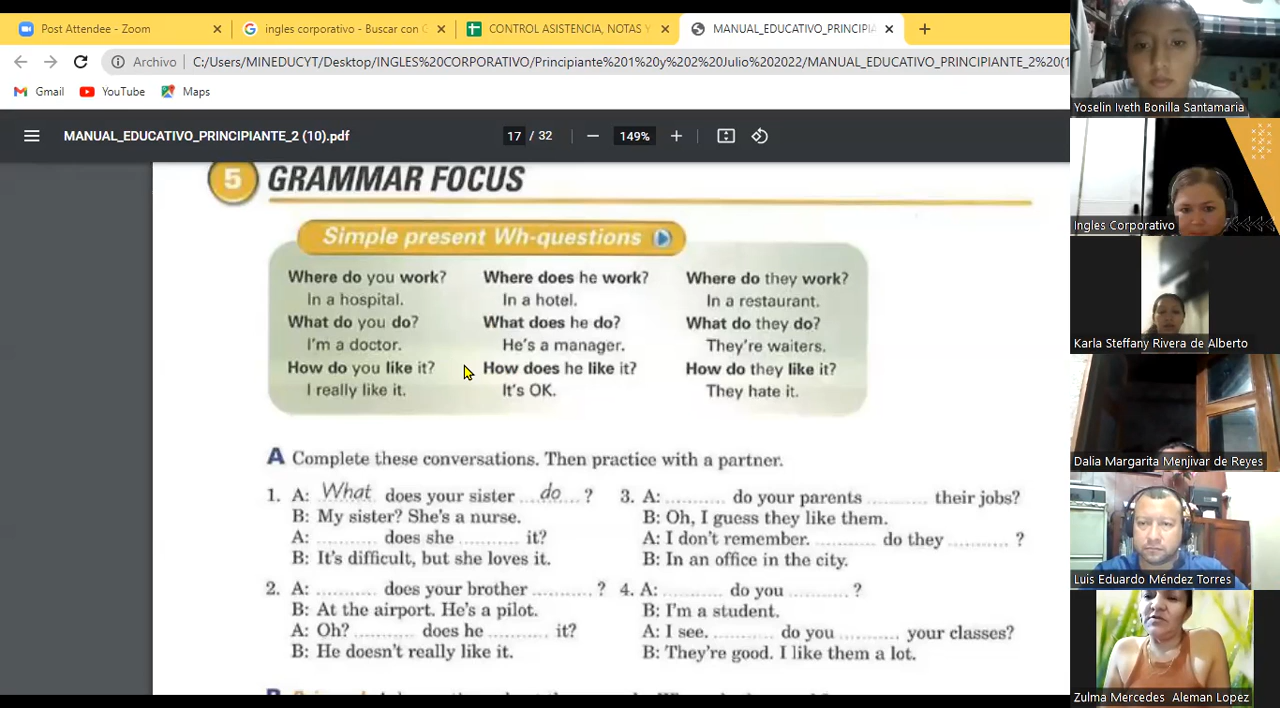 Post Attendee - Zoom
ingles corporativo - Buscar con
CONTROL ASISTENCIA, NOTAS Y
MANUAL_EDUCATIVO_PRINCIPIA
Archivo
C:/Users/MINEDUCYT/Desktop/INGLES%20CORPORATIVO/Principiante%201%20y%202%20Julio%202022/MANUAL_EDUCATIVO_PRINCIPIANTE_2%20(1
Gmail
YouTube
Maps
MANUAL_EDUCATIVO_PRINCIPIANTE_2 (10).pdf
17 / 32
149%
5 GRAMMAR FOCUS
Simple present Wh-questions
Where do you work?
In a hospital.
What do you do?
I'm a doctor.
How do you like it?
I really like it.
Where does he work?
In a hotel.
What does he do?
He's a manager.
How does he like it?
It's OK.
Where do they work?
In a restaurant.
What do they do?
They're waiters.
How do they like it?
They hate it.
A Complete these conversations. Then practice with a partner.
1. A: What does your sister do ?
B: My sister? She's a nurse.
A: .......... does she .......... it?
B: It's difficult, but she loves it.
2. A: .......... does your brother .......... ?
B: At the airport. He's a pilot.
A: Oh? .......... does he .......... it?
B: He doesn't really like it.
3. A: .......... do your parents .......... their jobs?
B: Oh, I guess they like them.
A: I don't remember. .......... do they .......... ?
B: In an office in the city.
4. A: .......... do you .......... ?
B: I'm a student.
A: I see. .......... do you .......... your classes?
B: They're good. I like them a lot.
Yoselin Iveth Bonilla Santamaria
Ingles Corporativo
Karla Steffany Rivera de Alberto
Dalia Margarita Menjivar de Reyes
Luis Eduardo Méndez Torres
Zulma Mercedes Aleman Lopez